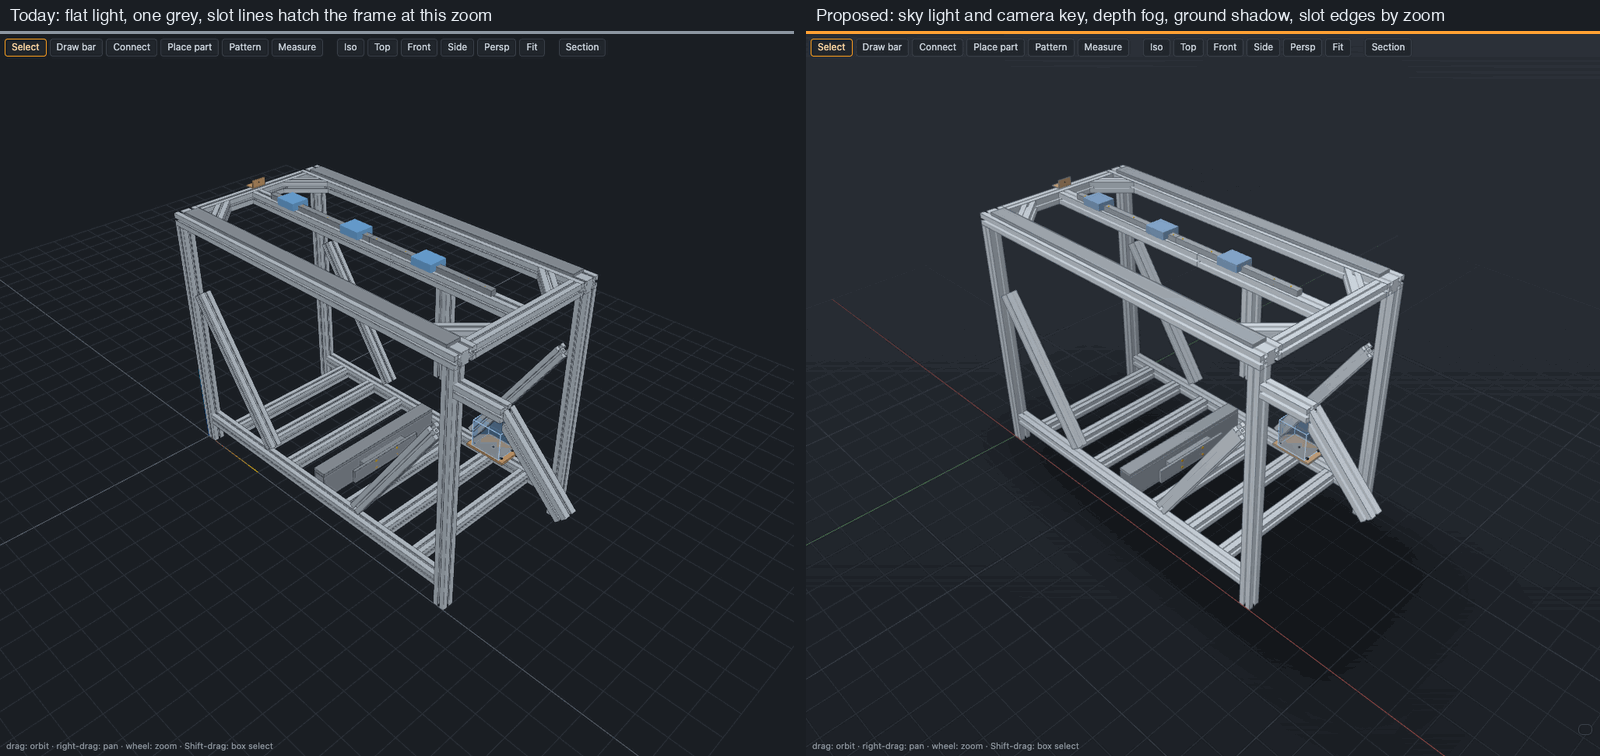 Today: flat light, one grey, slot lines hatch the frame at this zoom
Select Draw bar Connect Place part Pattern Measure Iso Top Front Side Persp Fit Section
drag: orbit · right-drag: pan · wheel: zoom · Shift-drag: box select
Proposed: sky light and camera key, depth fog, ground shadow, slot edges by zoom
Select Draw bar Connect Place part Pattern Measure Iso Top Front Side Persp Fit Section
drag: orbit · right-drag: pan · wheel: zoom · Shift-drag: box select